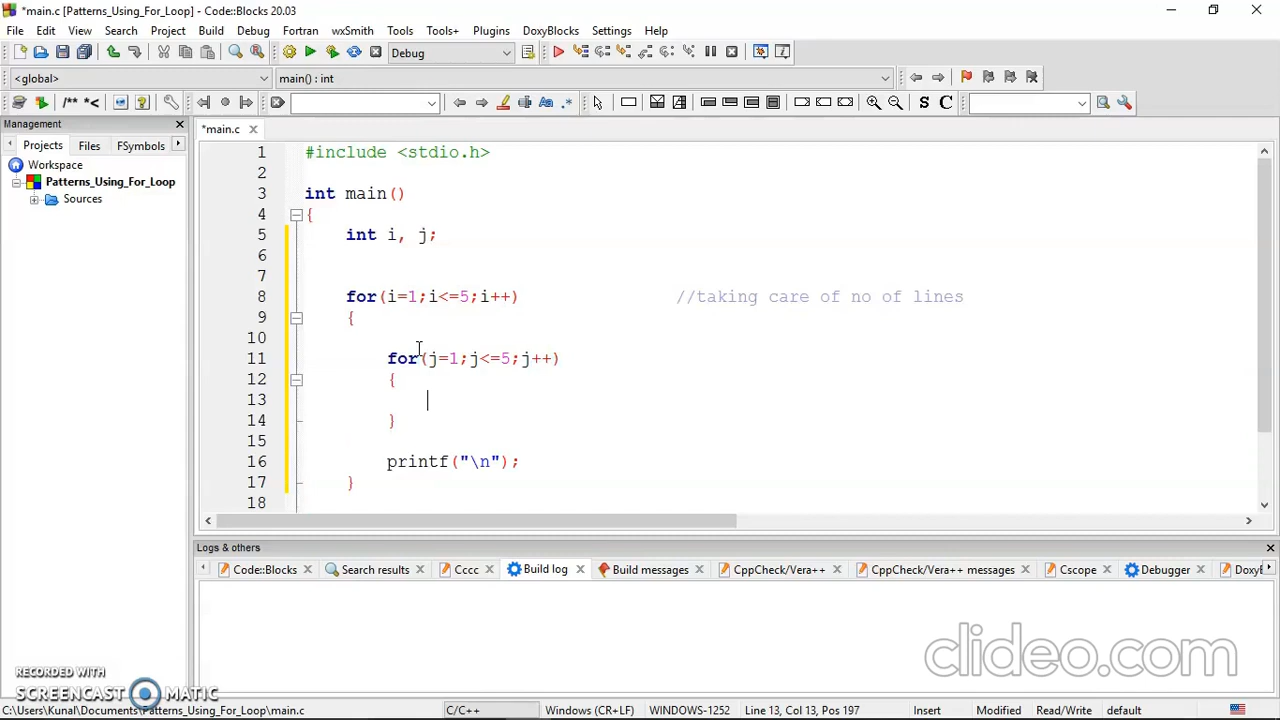 *main.c [Patterns_Using_For_Loop] - Code::Blocks 20.03
File Edit View Search Project Build Debug Fortran wxSmith Tools Tools+ Plugins DoxyBlocks Settings Help
Debug
<global> main() : int
/** *< Aa .* S C
Management
Projects Files FSymbols
Workspace
Patterns_Using_For_Loop
Sources
*main.c
1 #include <stdio.h>
2
3 int main()
4 {
5 int i, j;
6
7
8 for(i=1;i<=5;i++) //taking care of no of lines
9 {
10
11 for(j=1;j<=5;j++)
12 {
13
14 }
15
16 printf("\n");
17 }
18
Logs & others
Code::Blocks Search results Cccc Build log Build messages CppCheck/Vera++ CppCheck/Vera++ messages Cscope Debugger DoxyB
clideo.com
RECORDED WITH
SCREENCAST MATIC
C:\Users\Kunal\Documents\Patterns_Using_For_Loop\main.c C/C++ Windows (CR+LF) WINDOWS-1252 Line 13, Col 13, Pos 197 Insert Modified Read/Write default